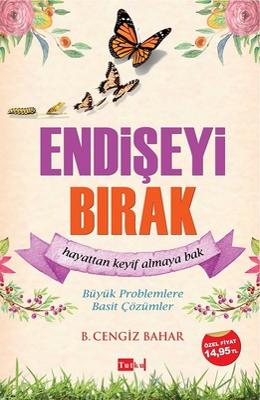 ENDİŞEYİ
BIRAK
hayattan keyif almaya bak
Büyük Problemlere
Basit Çözümler
B. CENGİZ BAHAR
ÖZEL FİYAT
14,95 TL
Tutku